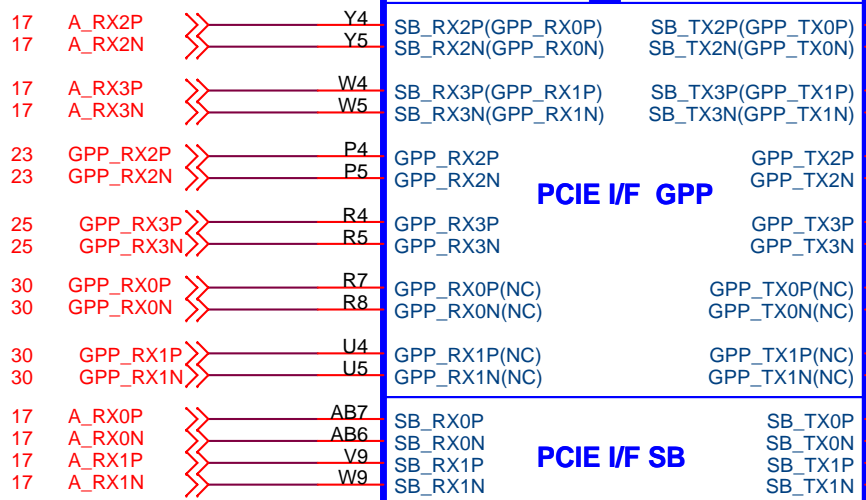 17 A_RX2P Y4 SB_RX2P(GPP_RX0P) SB_TX2P(GPP_TX0P)
17 A_RX2N Y5 SB_RX2N(GPP_RX0N) SB_TX2N(GPP_TX0N)
17 A_RX3P W4 SB_RX3P(GPP_RX1P) SB_TX3P(GPP_TX1P)
17 A_RX3N W5 SB_RX3N(GPP_RX1N) SB_TX3N(GPP_TX1N)
23 GPP_RX2P P4 GPP_RX2P GPP_TX2P
23 GPP_RX2N P5 GPP_RX2N GPP_TX2N
PCIE I/F GPP
25 GPP_RX3P R4 GPP_RX3P GPP_TX3P
25 GPP_RX3N R5 GPP_RX3N GPP_TX3N
30 GPP_RX0P R7 GPP_RX0P(NC) GPP_TX0P(NC)
30 GPP_RX0N R8 GPP_RX0N(NC) GPP_TX0N(NC)
30 GPP_RX1P U4 GPP_RX1P(NC) GPP_TX1P(NC)
30 GPP_RX1N U5 GPP_RX1N(NC) GPP_TX1N(NC)
17 A_RX0P AB7 SB_RX0P SB_TX0P
17 A_RX0N AB6 SB_RX0N SB_TX0N
PCIE I/F SB
17 A_RX1P V9 SB_RX1P SB_TX1P
17 A_RX1N W9 SB_RX1N SB_TX1N